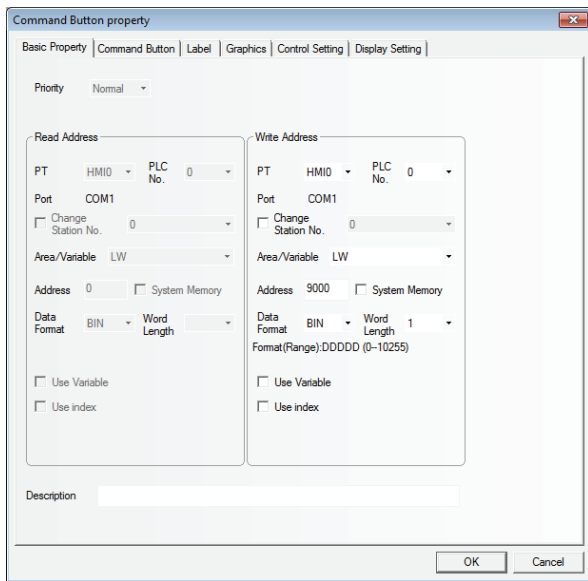 Command Button property
Basic Property Command Button Label Graphics Control Setting Display Setting
Priority Normal
Read Address
PT HMI0 PLC No. 0
Port COM1
Change Station No. 0
Area/Variable LW
Address 0 System Memory
Data Format BIN Word Length
Use Variable
Use index
Write Address
PT HMI0 PLC No. 0
Port COM1
Change Station No. 0
Area/Variable LW
Address 9000 System Memory
Data Format BIN Word Length 1
Format(Range):DDDDD (0--10255)
Use Variable
Use index
Description
OK Cancel